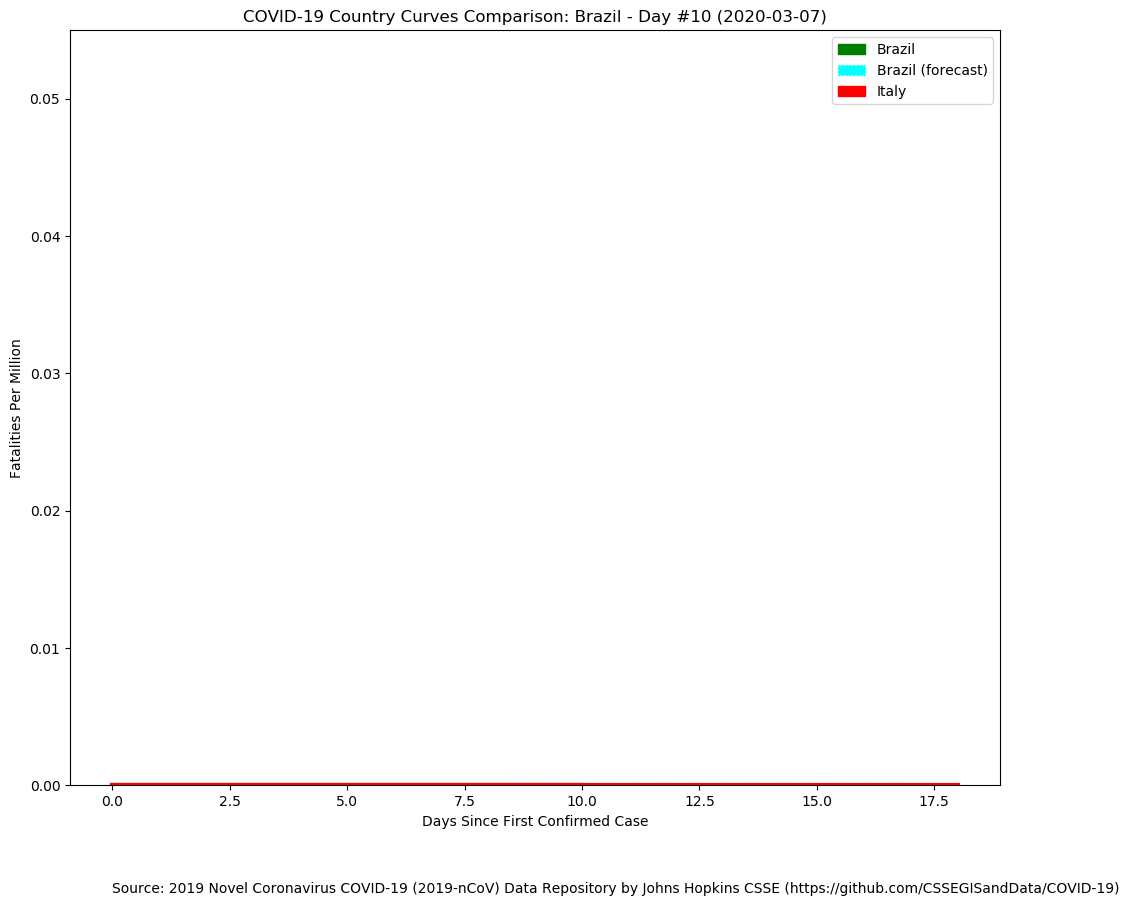 COVID-19 Country Curves Comparison: Brazil - Day #10 (2020-03-07)
Brazil
Brazil (forecast)
Italy
Fatalities Per Million
0.05
0.04
0.03
0.02
0.01
0.00
0.0 2.5 5.0 7.5 10.0 12.5 15.0 17.5
Days Since First Confirmed Case
Source: 2019 Novel Coronavirus COVID-19 (2019-nCoV) Data Repository by Johns Hopkins CSSE (https://github.com/CSSEGISandData/COVID-19)